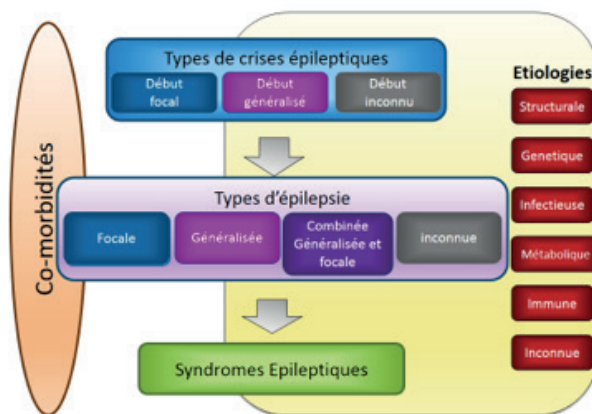 Types de crises épileptiques
Début
focal
Début
généralisé
Début
inconnu
Etiologies
Structurale
Genetique
Infectieuse
Métabolique
Immune
Inconnue
Co-morbidités
Types d'épilepsie
Focale
Généralisée
Combinée
Généralisée et
focale
inconnue
Syndromes Epileptiques